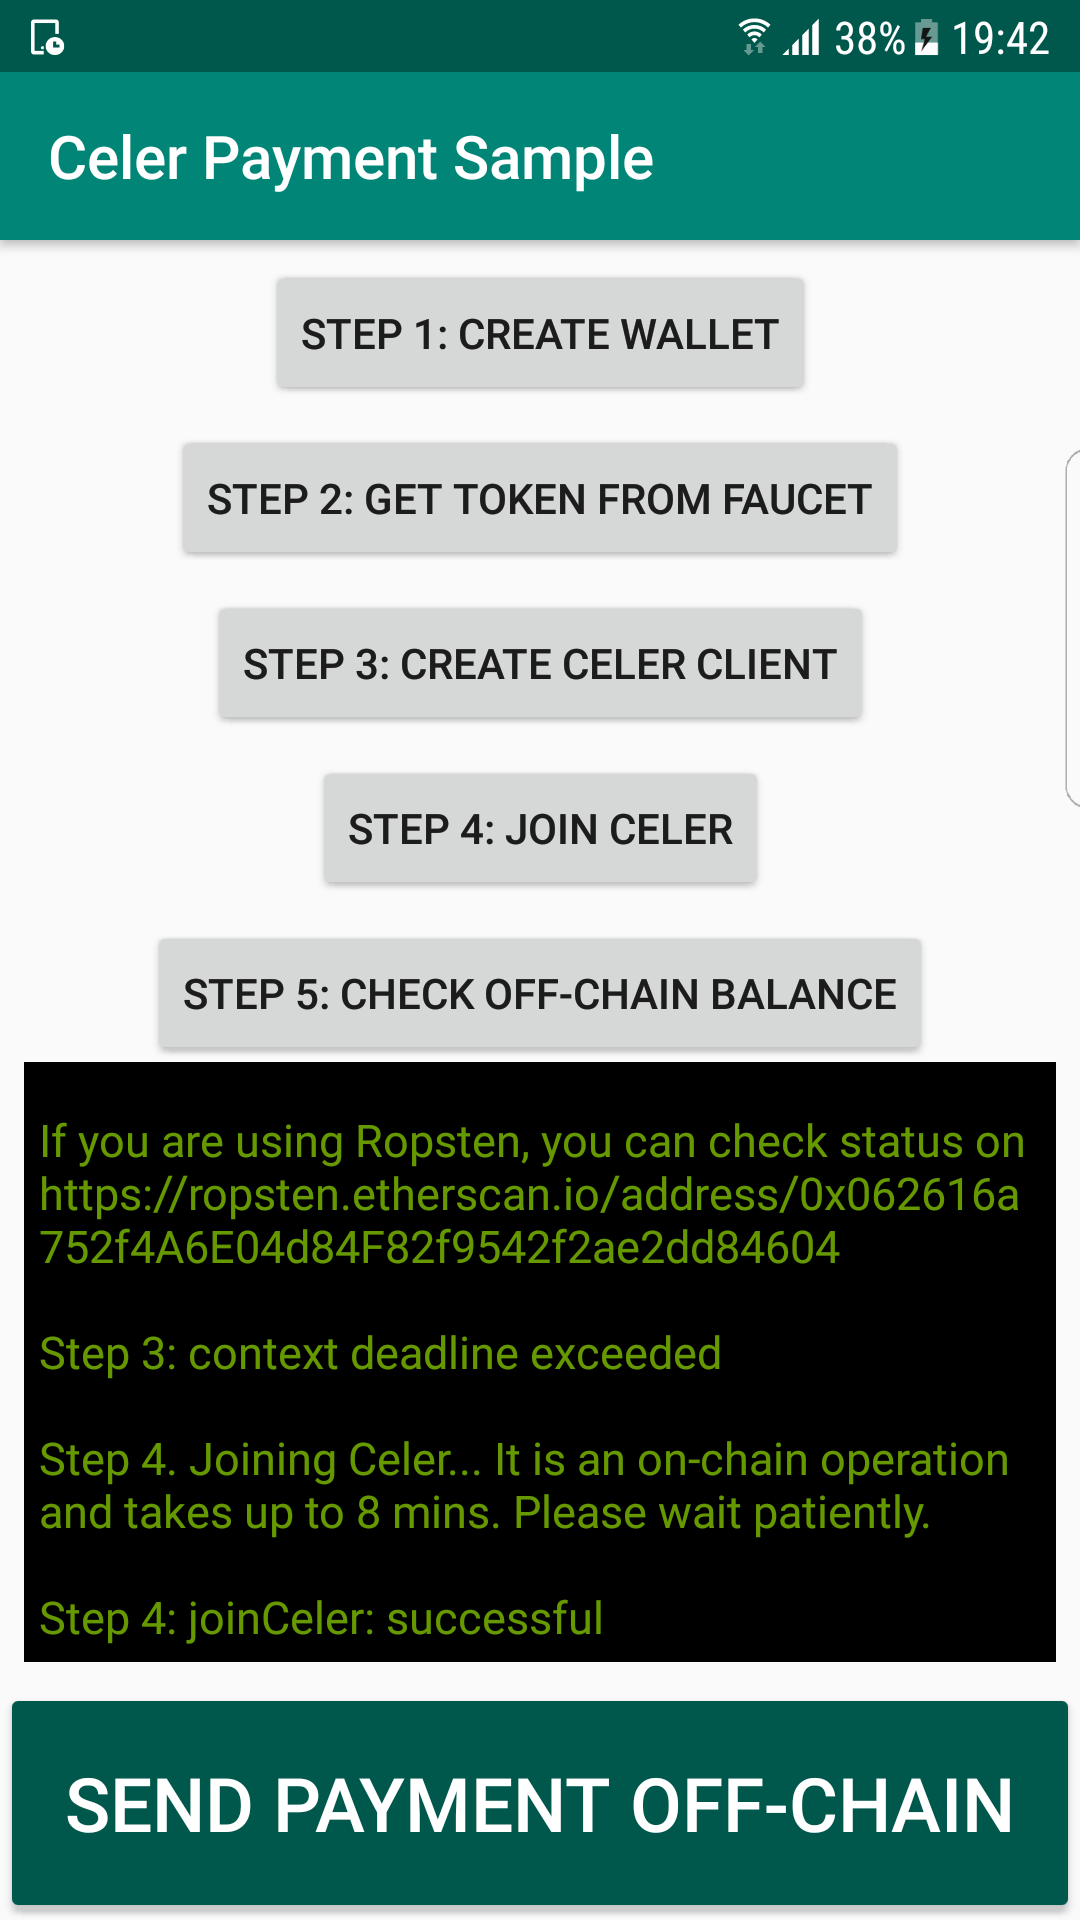 38% 19:42
Celer Payment Sample
STEP 1: CREATE WALLET
STEP 2: GET TOKEN FROM FAUCET
STEP 3: CREATE CELER CLIENT
STEP 4: JOIN CELER
STEP 5: CHECK OFF-CHAIN BALANCE
If you are using Ropsten, you can check status on
https://ropsten.etherscan.io/address/0x062616a
752f4A6E04d84F82f9542f2ae2dd84604
Step 3: context deadline exceeded
Step 4. Joining Celer... It is an on-chain operation
and takes up to 8 mins. Please wait patiently.
Step 4: joinCeler: successful
SEND PAYMENT OFF-CHAIN